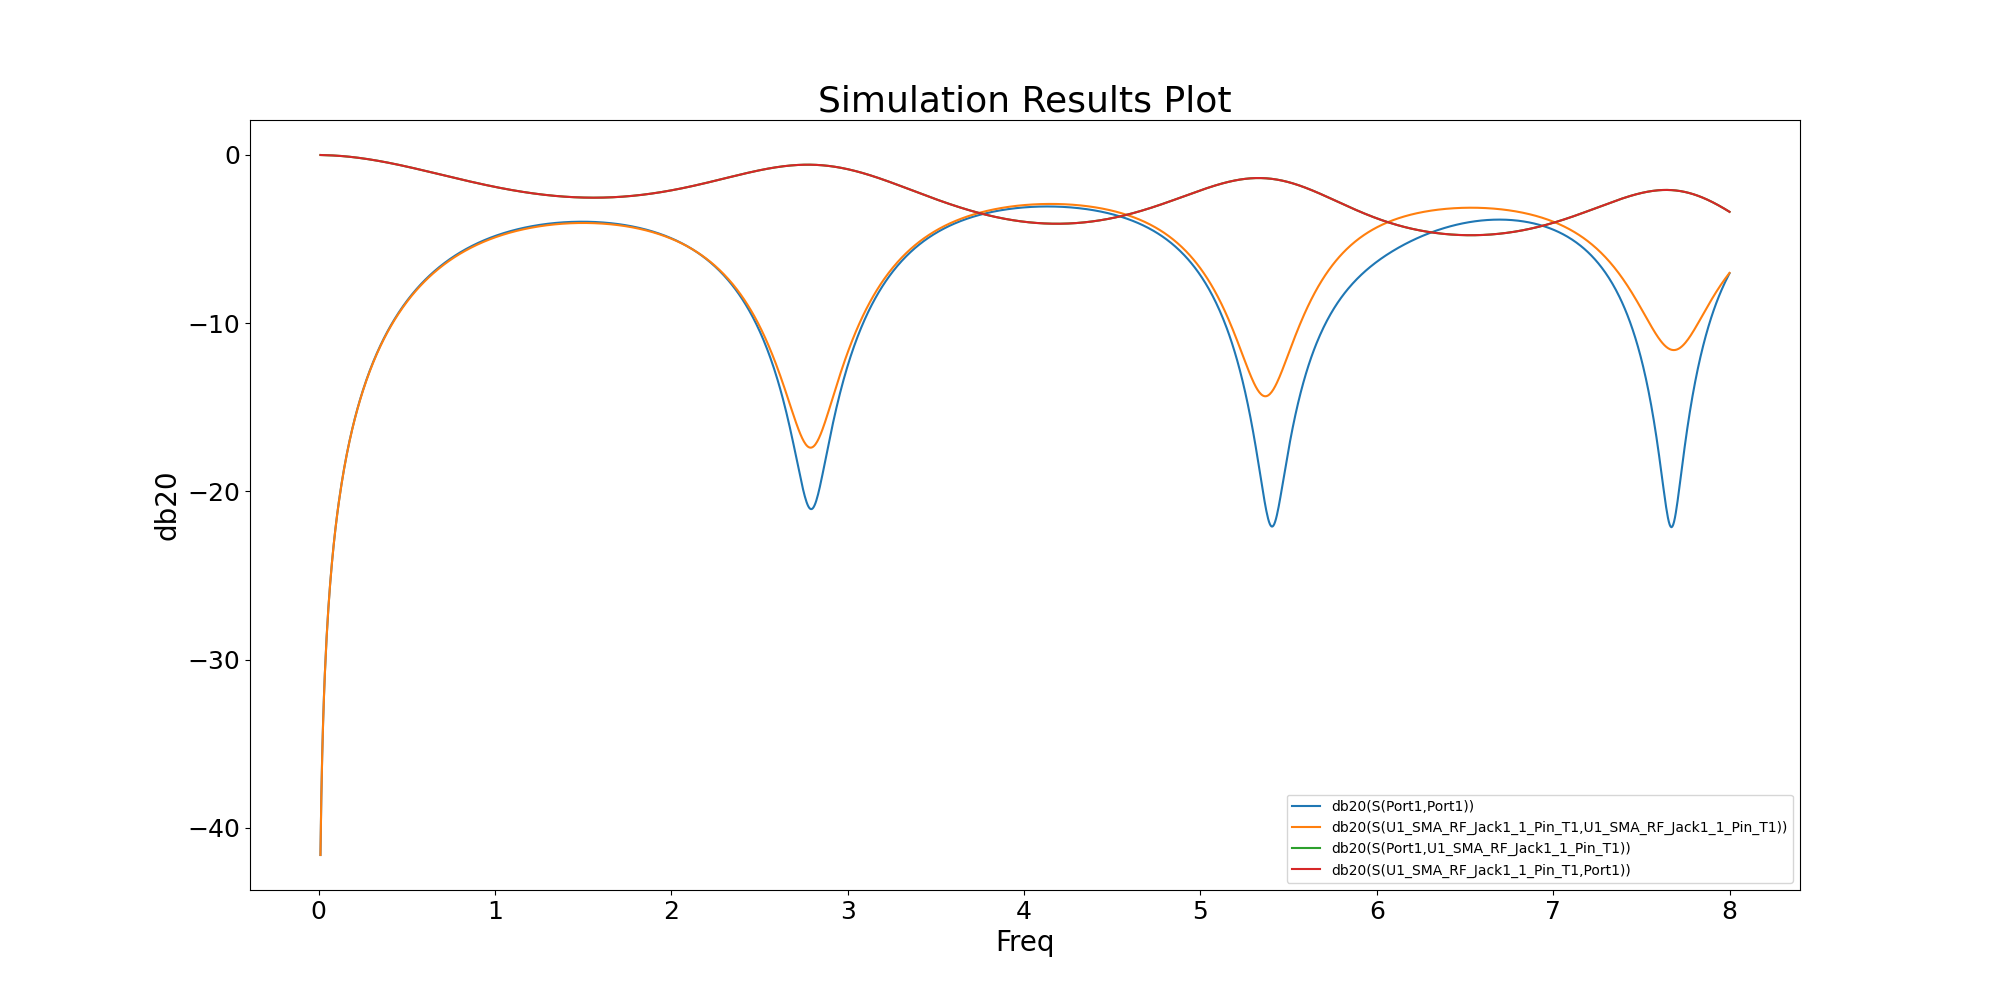 Simulation Results Plot
0
−10
−20
−30
−40
db20
0 1 2 3 4 5 6 7 8
Freq
db20(S(Port1,Port1))
db20(S(U1_SMA_RF_Jack1_1_Pin_T1,U1_SMA_RF_Jack1_1_Pin_T1))
db20(S(Port1,U1_SMA_RF_Jack1_1_Pin_T1))
db20(S(U1_SMA_RF_Jack1_1_Pin_T1,Port1))